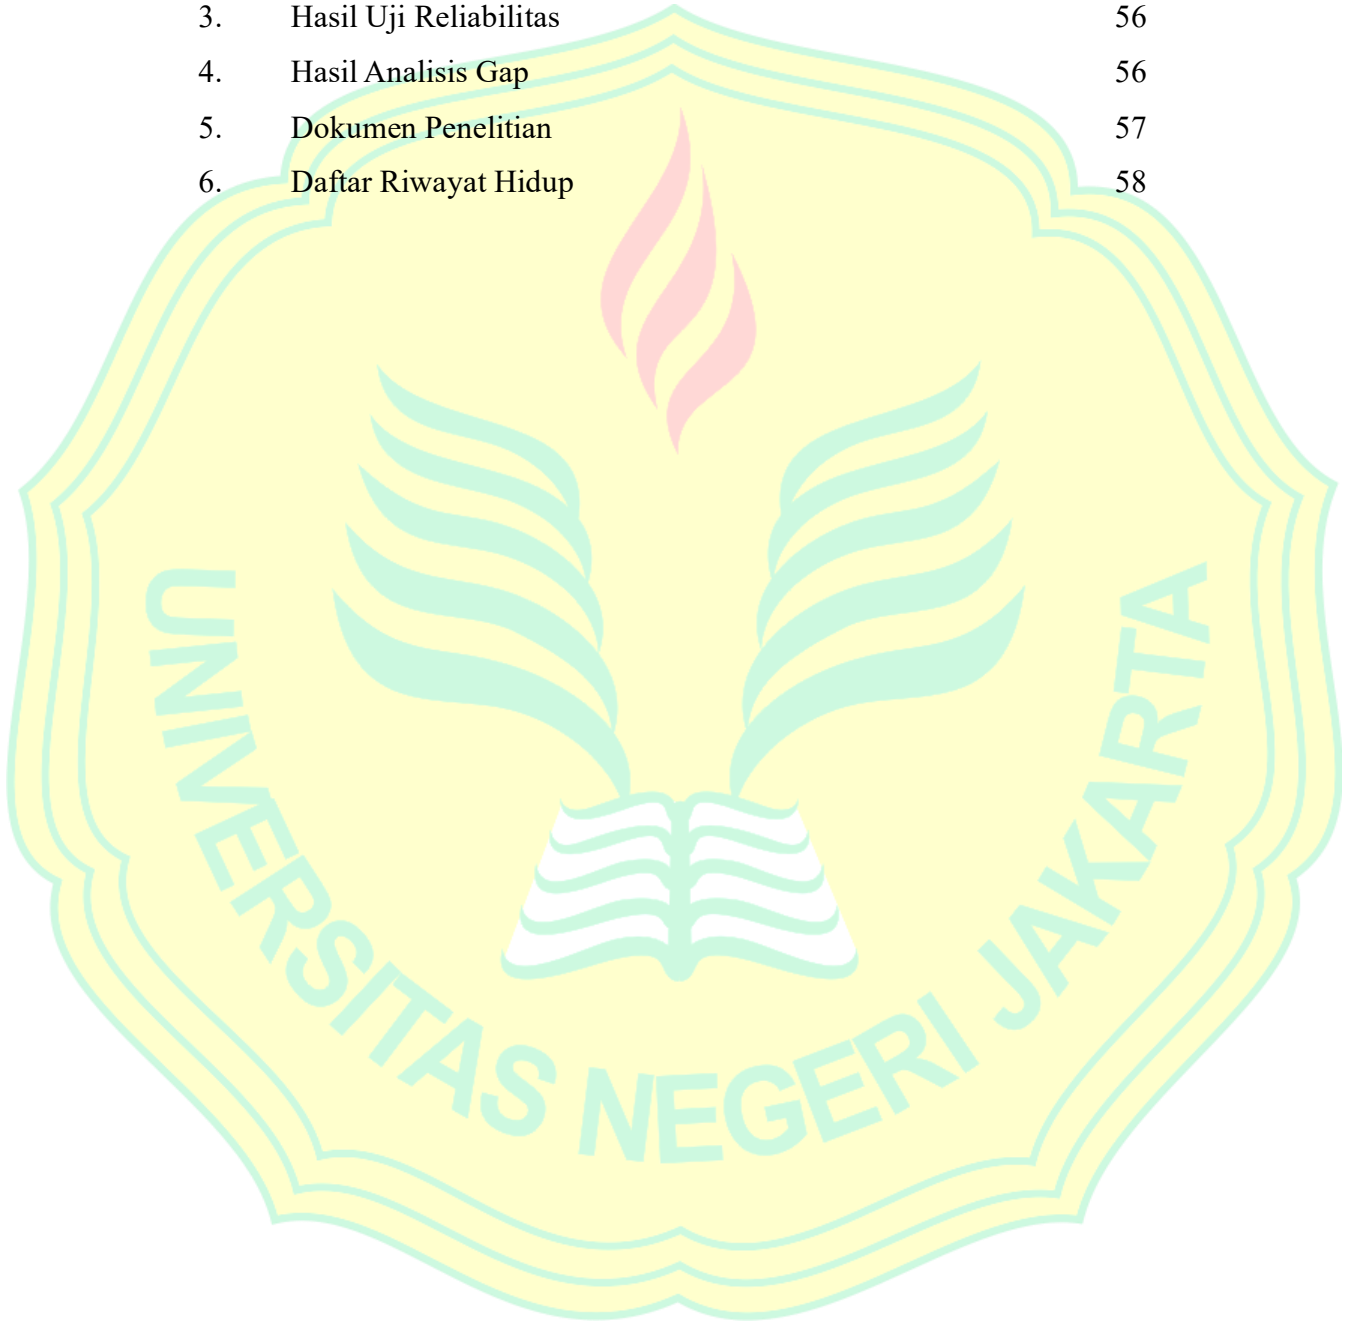 3. Hasil Uji Reliabilitas 56
4. Hasil Analisis Gap 56
5. Dokumen Penelitian 57
6. Daftar Riwayat Hidup 58
UNIVERSITAS NEGERI JAKARTA